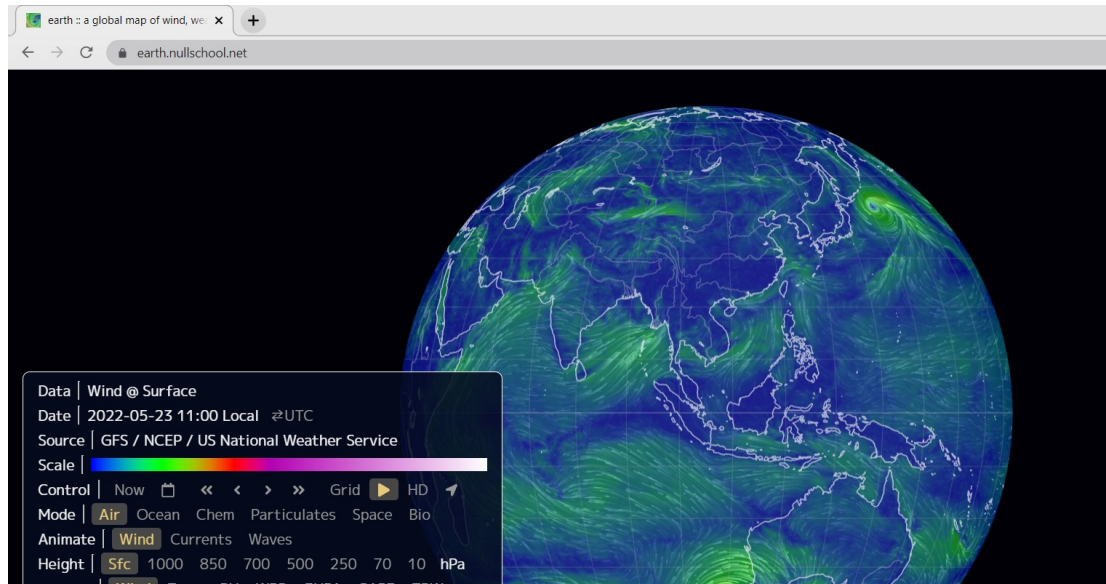 earth :: a global map of wind, we
earth.nullschool.net
Data | Wind @ Surface
Date | 2022-05-23 11:00 Local ⇄UTC
Source | GFS / NCEP / US National Weather Service
Scale |
Control | Now « < > » Grid HD
Mode | Air Ocean Chem Particulates Space Bio
Animate | Wind Currents Waves
Height | Sfc 1000 850 700 500 250 70 10 hPa